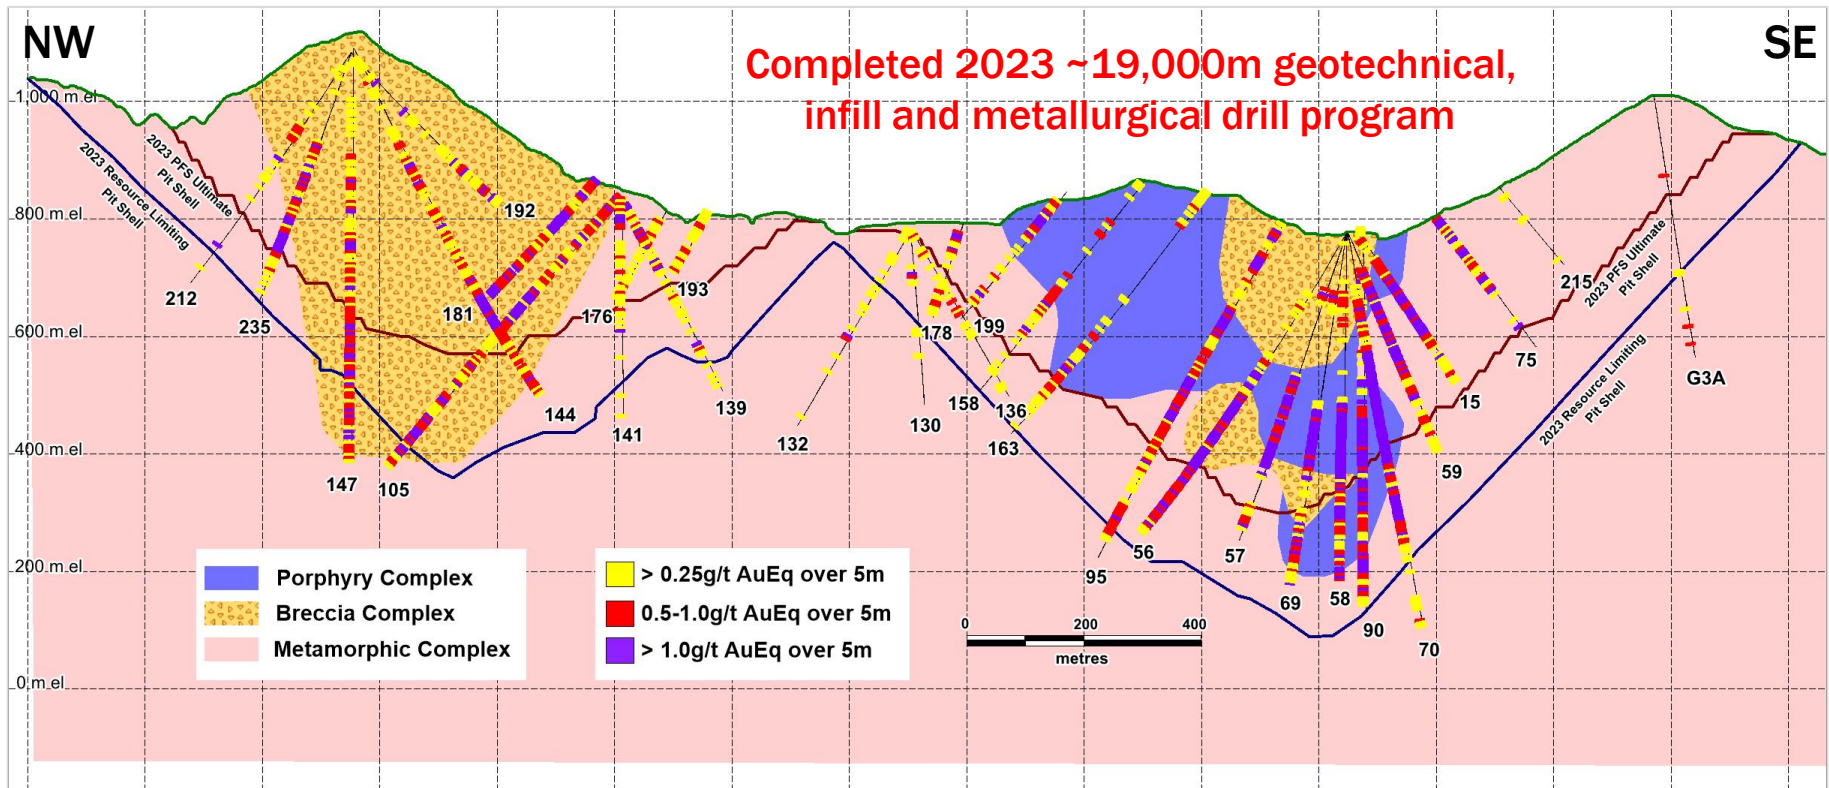 NW
SE
Completed 2023 ~19,000m geotechnical,
infill and metallurgical drill program
1,000 m.el
800 m.el
600 m.el
400 m.el
200 m.el
0 m.el
2023 PFS Ultimate
Pit Shell
2023 Resource Limiting
Pit Shell
212
235
147
105
181
192
144
176
141
193
139
132
178
130
199
158
136
163
95
56
57
69
58
90
70
59
15
75
215
G3A
2023 PFS Ultimate
Pit Shell
2023 Resource Limiting
Pit Shell
Porphyry Complex
Breccia Complex
Metamorphic Complex
> 0.25g/t AuEq over 5m
0.5-1.0g/t AuEq over 5m
> 1.0g/t AuEq over 5m
0 200 400
metres